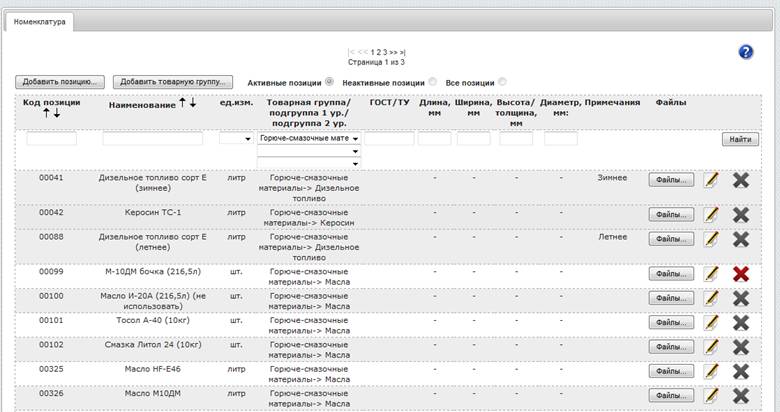 Номенклатура
|< << 1 2 3 >> >|
Страница 1 из 3
?
Добавить позицию... Добавить товарную группу... Активные позиции Неактивные позиции Все позиции
Код позиции Наименование ед.изм. Товарная группа/ ГОСТ/ТУ Длина, Ширина, Высота/ Диаметр, Примечания Файлы
подгруппа 1 ур./ мм мм толщина, мм:
подгруппа 2 ур. мм
Горюче-смазочные мате Найти
00041 Дизельное топливо сорт Е литр Горюче-смазочные - - - - Зиннее Файлы...
(зиннее) материалы-> Дизельное
топливо
00042 Керосин ТС-1 литр Горюче-смазочные - - - - Файлы...
материалы-> Керосин
00088 Дизельное топливо сорт Е литр Горюче-смазочные - - - - Летнее Файлы...
(летнее) материалы-> Дизельное
топливо
00099 М-10ДМ бочка (216,5л) шт. Горюче-смазочные - - - - Файлы...
материалы-> Масла
00100 Масло И-20А (216,5л) (не шт. Горюче-смазочные - - - - Файлы...
использовать) материалы-> Масла
00101 Тосол А-40 (10кг) шт. Горюче-смазочные - - - - Файлы...
материалы-> Масла
00102 Смазка Литол 24 (10кг) шт. Горюче-смазочные - - - - Файлы...
материалы-> Масла
00325 Масло HF-E46 литр Горюче-смазочные - - - - Файлы...
материалы-> Масла
00326 Масло М10ДМ литр Горюче-смазочные - - - - Файлы...
материалы-> Масла